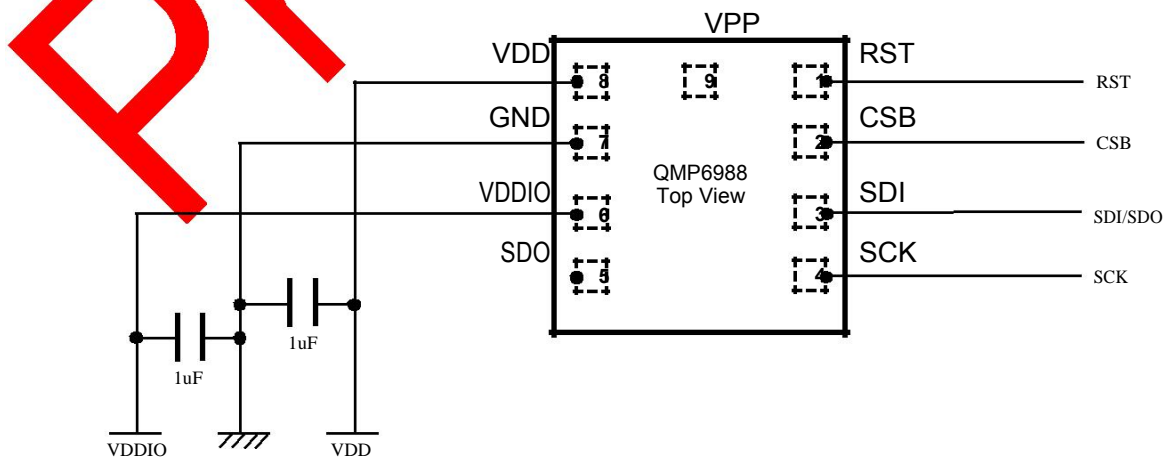 VPP
VDD
RST
8
9
1
RST
GND
CSB
7
2
CSB
QMP6988
Top View
VDDIO
SDI
6
3
SDI/SDO
SDO
SCK
5
4
SCK
1uF
1uF
VDDIO
VDD